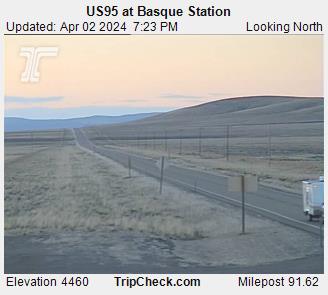 US95 at Basque Station
Updated: Apr 02 2024 7:23 PM Looking North
Elevation 4460 TripCheck.com Milepost 91.62